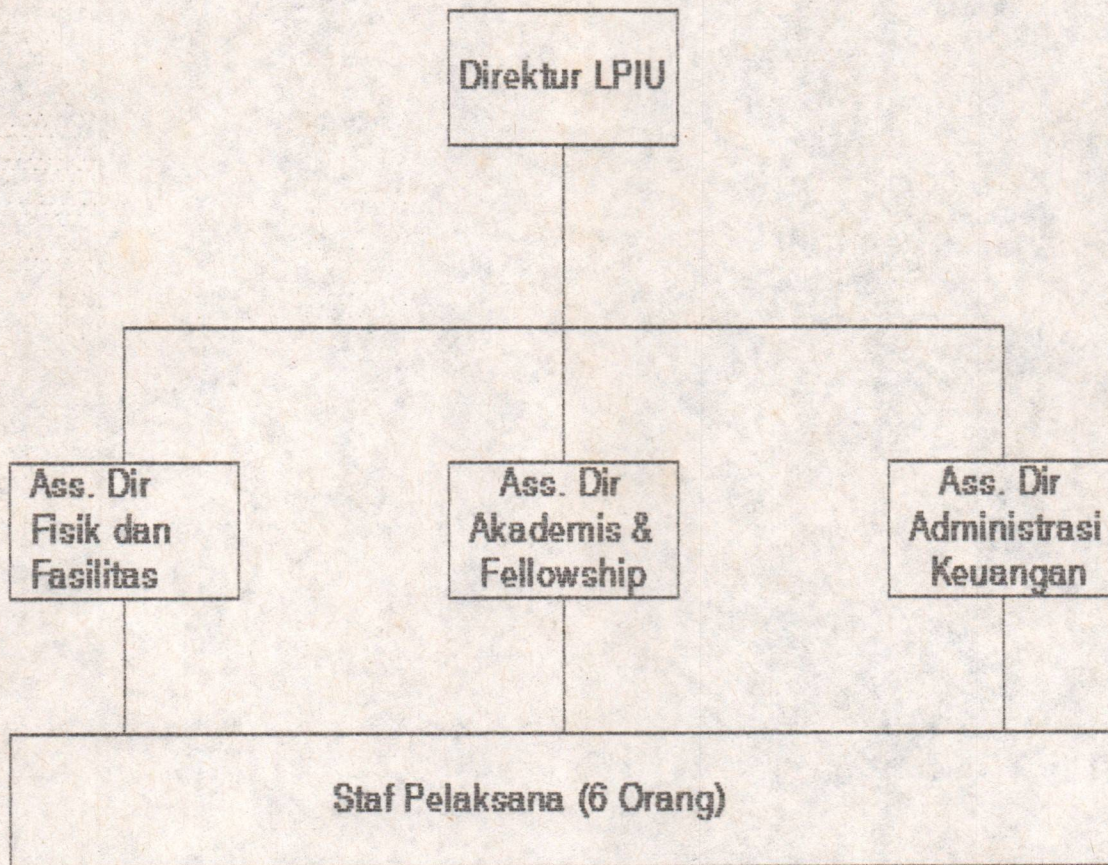 Direktur LPIU
Ass. Dir
Fisik dan
Fasilitas
Ass. Dir
Akademis &
Fellowship
Ass. Dir
Administrasi
Keuangan
Staf Pelaksana (6 Orang)